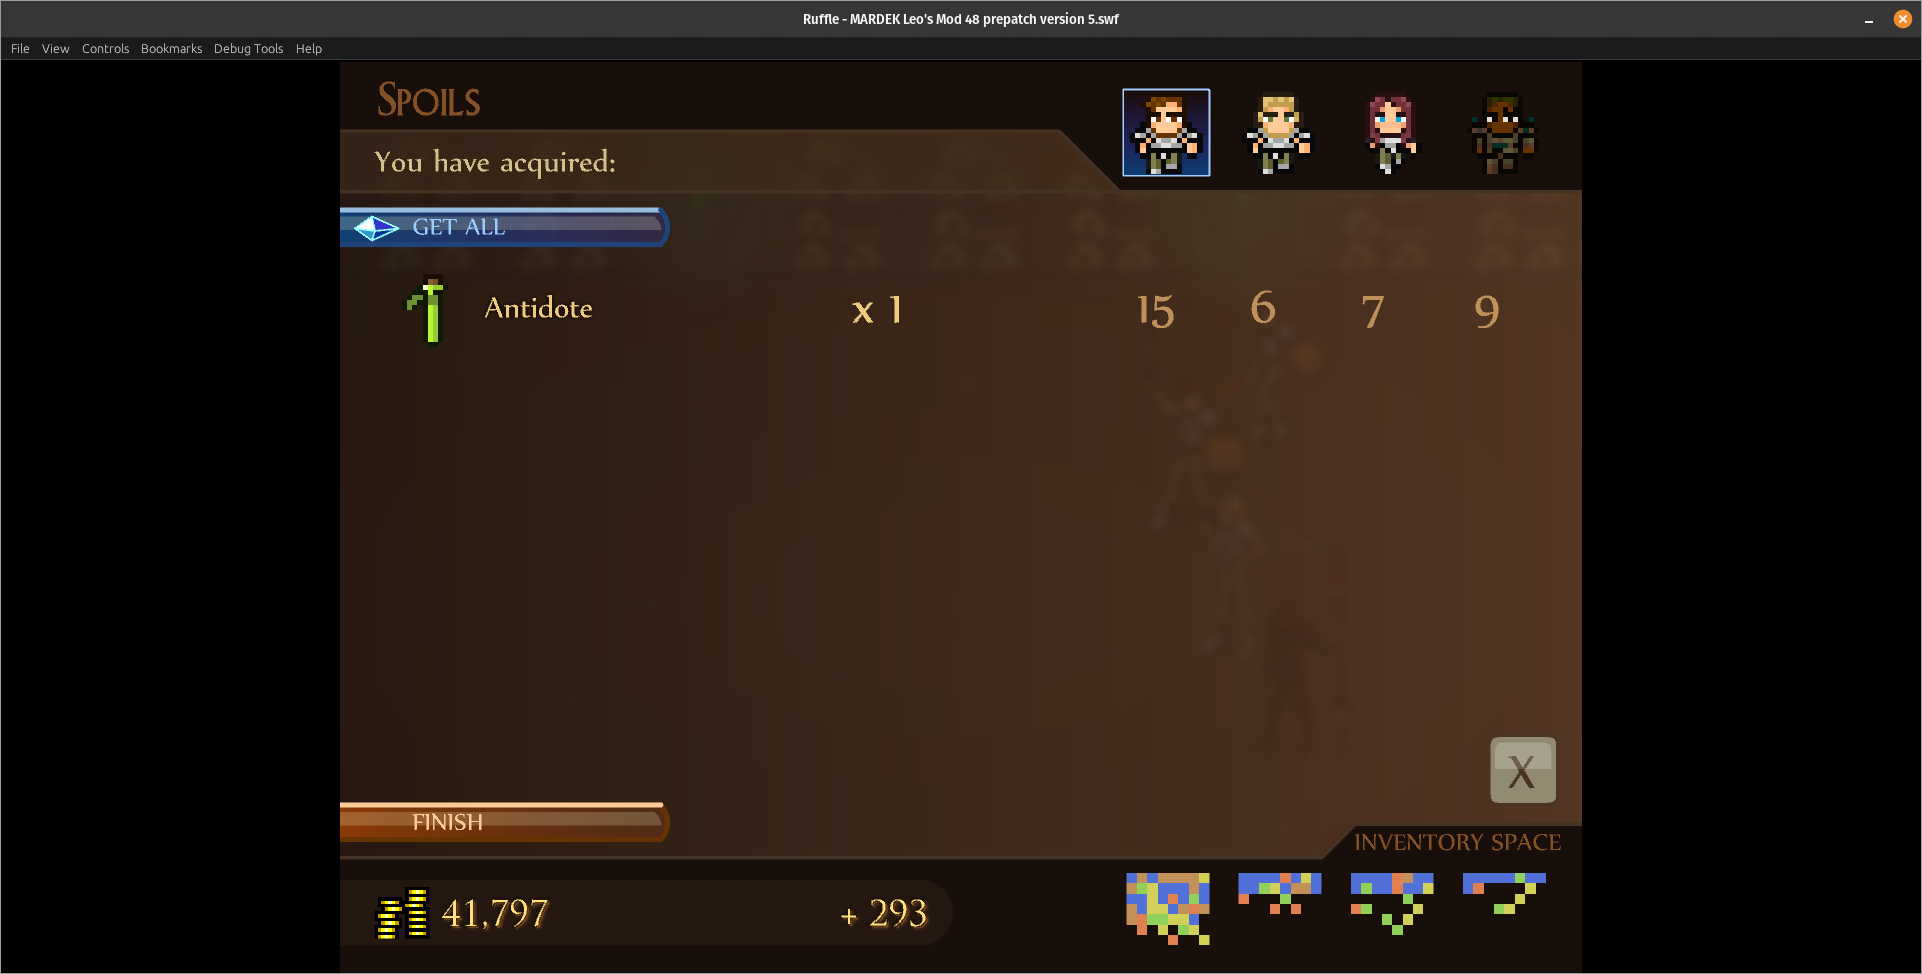 Ruffle - MARDEK Leo's Mod 48 prepatch version 5.swf
File View Controls Bookmarks Debug Tools Help
SPOILS
You have acquired:
GET ALL
Antidote x 1 15 6 7 9
X
FINISH
INVENTORY SPACE
41,797 + 293